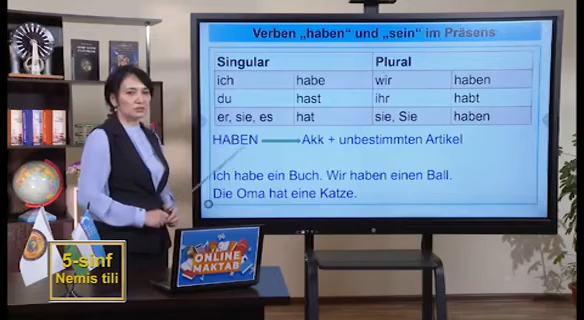 Verben „haben“ und „sein“ im Präsens
Singular Plural
ich habe wir haben
du hast ihr habt
er, sie, es hat sie, Sie haben
HABEN → Akk + unbestimmten Artikel
Ich habe ein Buch. Wir haben einen Ball.
Die Oma hat eine Katze.
ONLINE
MAKTAB
5-sinf
Nemis tili